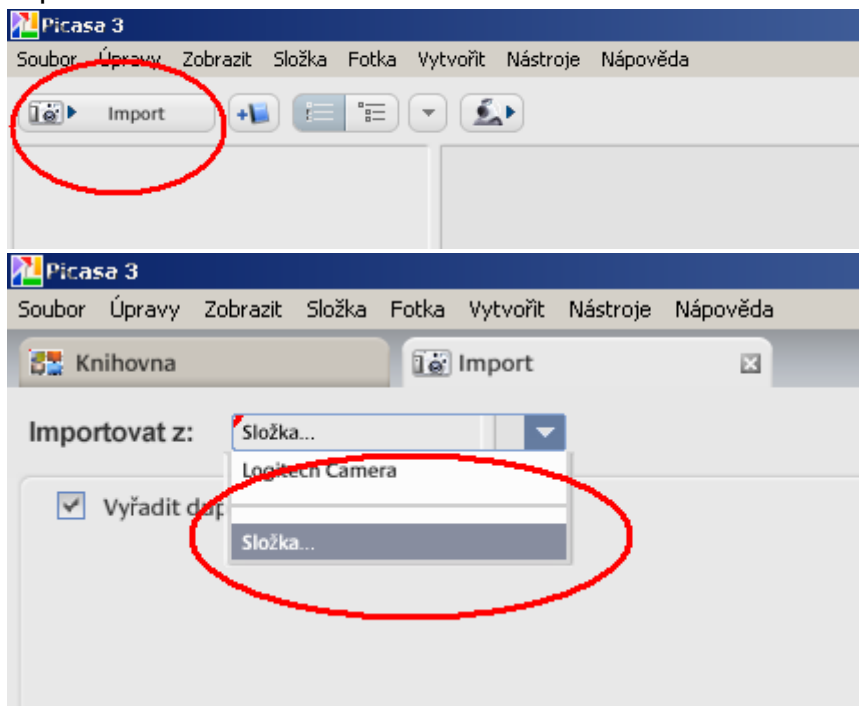 Picasa 3
Soubor Úpravy Zobrazit Složka Fotka Vytvořit Nástroje Nápověda
Import
Picasa 3
Soubor Úpravy Zobrazit Složka Fotka Vytvořit Nástroje Nápověda
Knihovna Import
Importovat z: Složka...
Logitech Camera
Vyřadit
Složka...